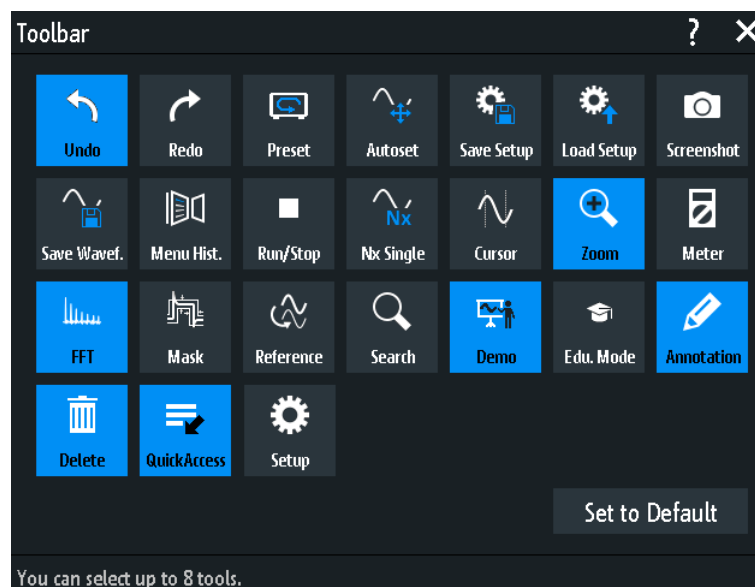 Toolbar ?
Undo Redo Preset Autoset Save Setup Load Setup Screenshot
Nx
Save Wavef. Menu Hist. Run/Stop Nx Single Cursor Zoom Meter
FFT Mask Reference Search Demo Edu. Mode Annotation
Delete QuickAccess Setup
Set to Default
You can select up to 8 tools.